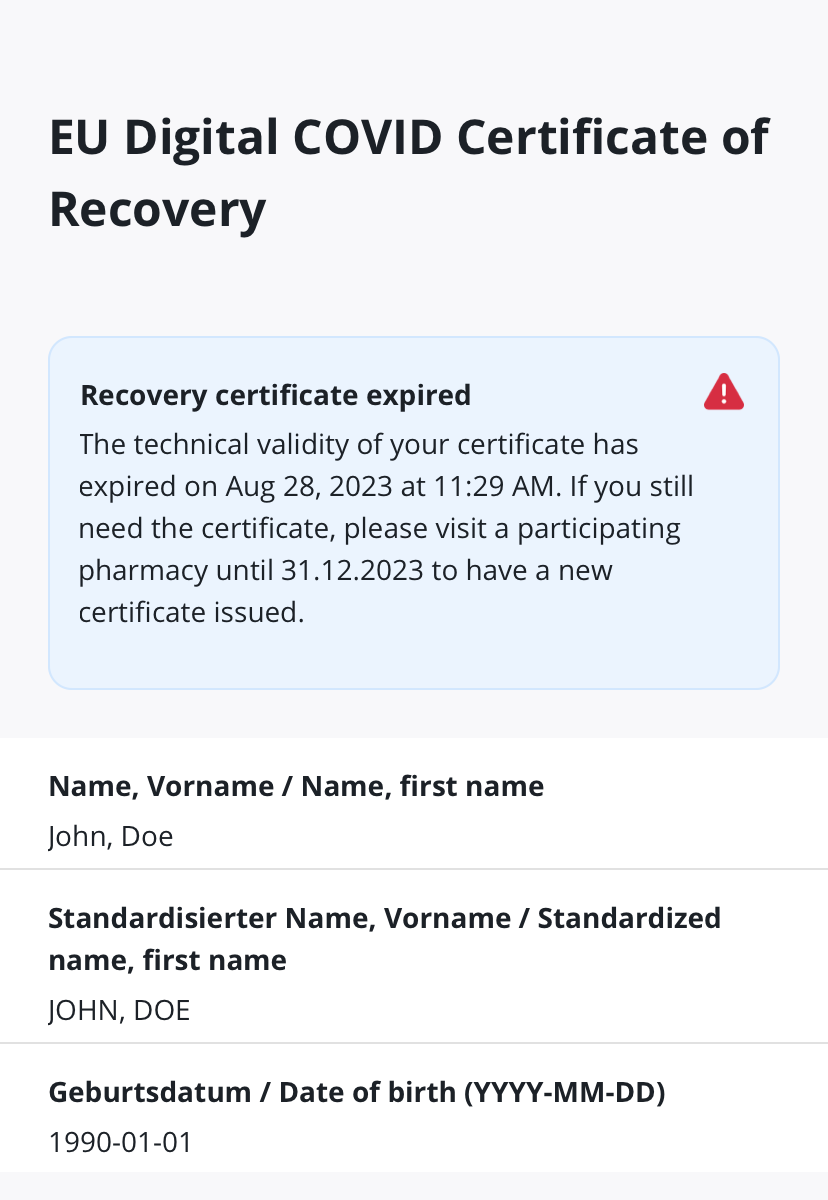 EU Digital COVID Certificate of
Recovery
Recovery certificate expired
The technical validity of your certificate has
expired on Aug 28, 2023 at 11:29 AM. If you still
need the certificate, please visit a participating
pharmacy until 31.12.2023 to have a new
certificate issued.
Name, Vorname / Name, first name
John, Doe
Standardisierter Name, Vorname / Standardized
name, first name
JOHN, DOE
Geburtsdatum / Date of birth (YYYY-MM-DD)
1990-01-01